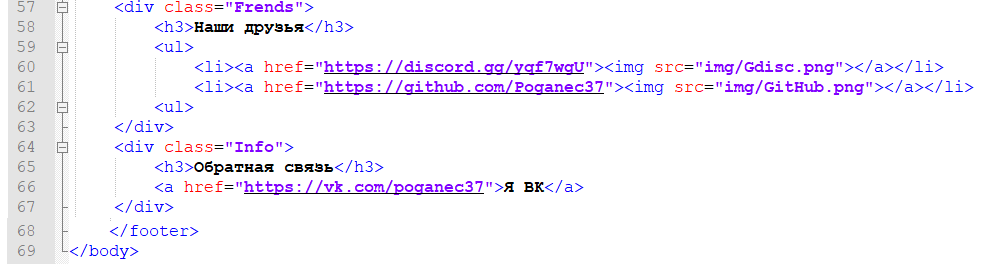 57 <div class="Frends">
58 <h3>Наши друзья</h3>
59 <ul>
60 <li><a href="https://discord.gg/yqf7wgU"><img src="img/Gdisc.png"></a></li>
61 <li><a href="https://github.com/Poganec37"><img src="img/GitHub.png"></a></li>
62 <ul>
63 </div>
64 <div class="Info">
65 <h3>Обратная связь</h3>
66 <a href="https://vk.com/poganec37">Я ВК</a>
67 </div>
68 </footer>
69 </body>